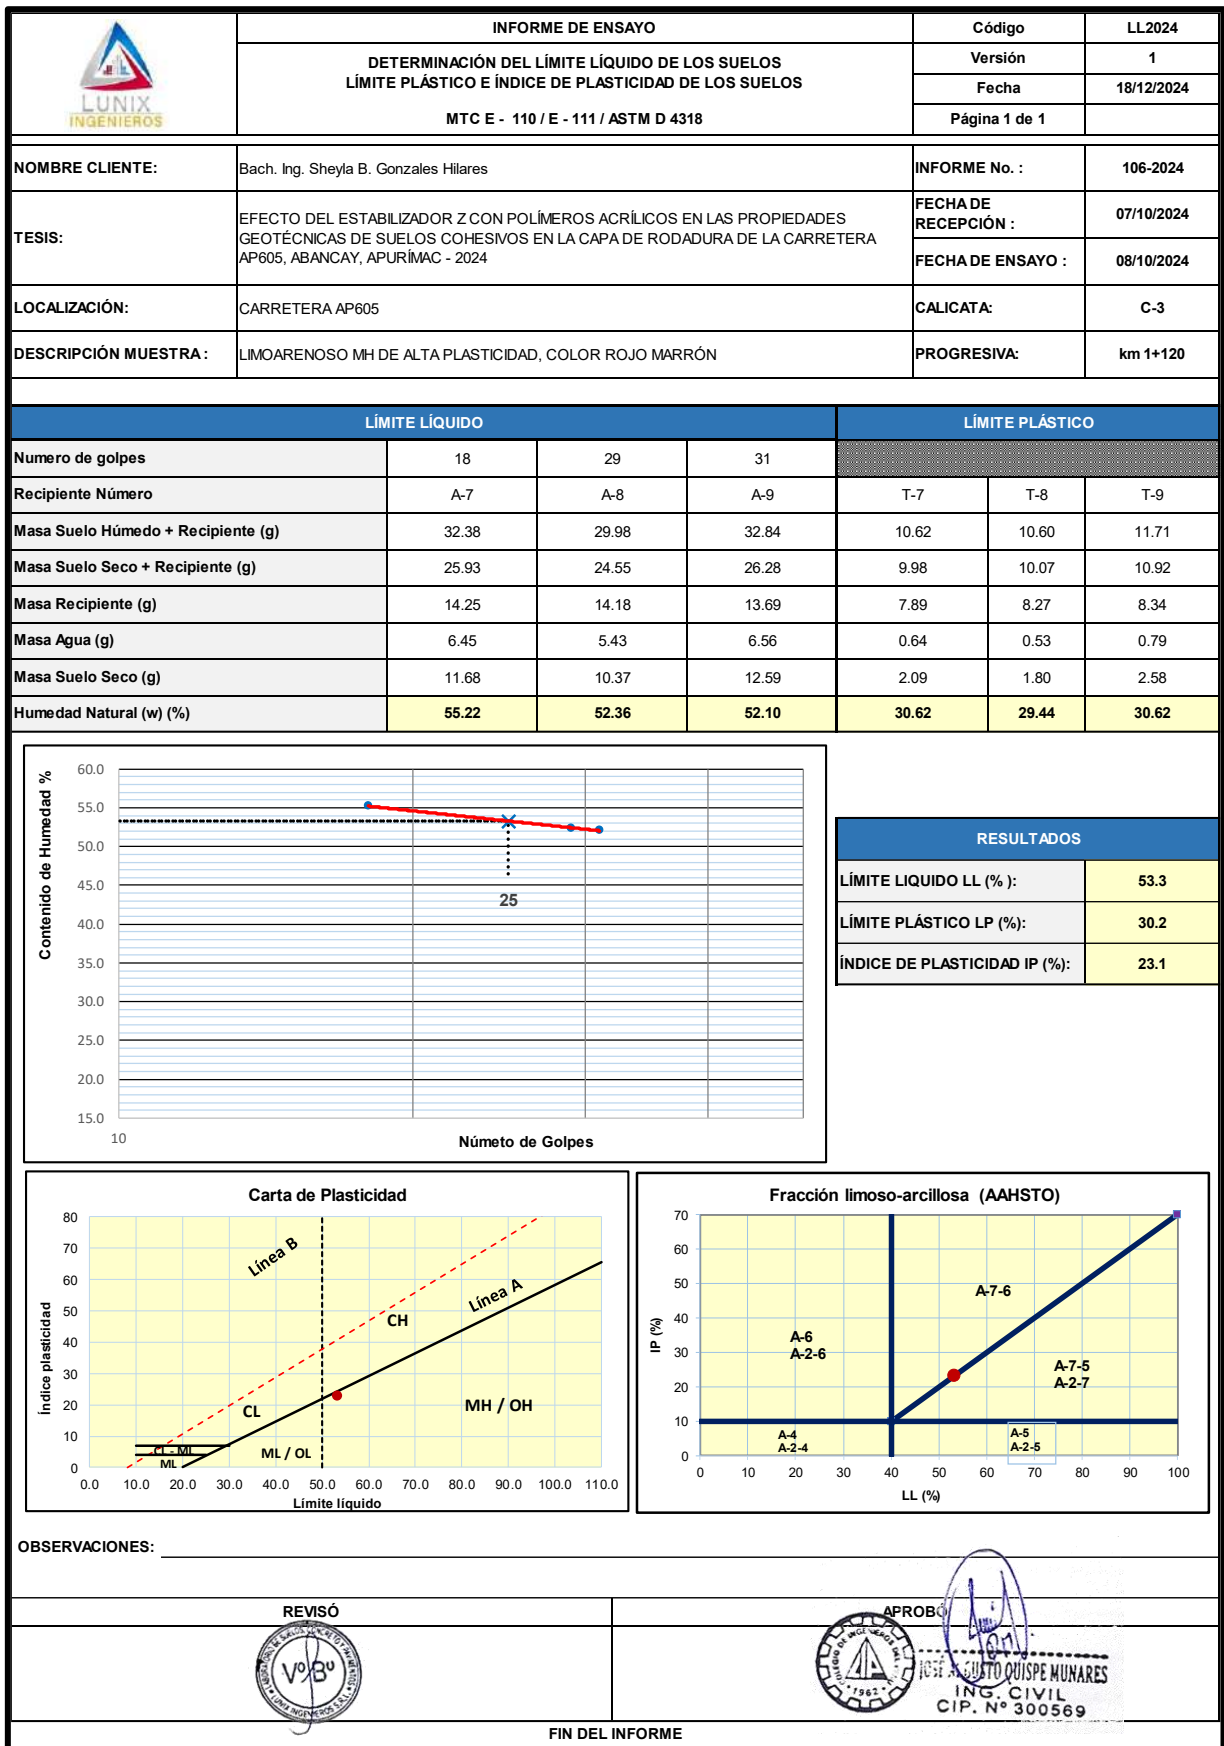 LUNIX
INGENIEROS
INFORME DE ENSAYO
DETERMINACIÓN DEL LÍMITE LÍQUIDO DE LOS SUELOS
LÍMITE PLÁSTICO E ÍNDICE DE PLASTICIDAD DE LOS SUELOS
MTC E - 110 / E - 111 / ASTM D 4318
Código LL2024
Versión 1
Fecha 18/12/2024
Página 1 de 1
NOMBRE CLIENTE: Bach. Ing. Sheyla B. Gonzales Hilares INFORME No. : 106-2024
TESIS: EFECTO DEL ESTABILIZADOR Z CON POLÍMEROS ACRÍLICOS EN LAS PROPIEDADES
GEOTÉCNICAS DE SUELOS COHESIVOS EN LA CAPA DE RODADURA DE LA CARRETERA
AP605, ABANCAY, APURÍMAC - 2024
FECHA DE
RECEPCIÓN : 07/10/2024
FECHA DE ENSAYO : 08/10/2024
LOCALIZACIÓN: CARRETERA AP605 CALICATA: C-3
DESCRIPCIÓN MUESTRA : LIMOARENOSO MH DE ALTA PLASTICIDAD, COLOR ROJO MARRÓN PROGRESIVA: km 1+120
LÍMITE LÍQUIDO LÍMITE PLÁSTICO
Numero de golpes 18 29 31
Recipiente Número A-7 A-8 A-9 T-7 T-8 T-9
Masa Suelo Húmedo + Recipiente (g) 32.38 29.98 32.84 10.62 10.60 11.71
Masa Suelo Seco + Recipiente (g) 25.93 24.55 26.28 9.98 10.07 10.92
Masa Recipiente (g) 14.25 14.18 13.69 7.89 8.27 8.34
Masa Agua (g) 6.45 5.43 6.56 0.64 0.53 0.79
Masa Suelo Seco (g) 11.68 10.37 12.59 2.09 1.80 2.58
Humedad Natural (w) (%) 55.22 52.36 52.10 30.62 29.44 30.62
Contenido de Humedad %
60.0
55.0
50.0
45.0
40.0
35.0
30.0
25.0
20.0
15.0
25
10
Númeto de Golpes
RESULTADOS
LÍMITE LIQUIDO LL (% ): 53.3
LÍMITE PLÁSTICO LP (%): 30.2
ÍNDICE DE PLASTICIDAD IP (%): 23.1
Carta de Plasticidad
Índice plasticidad
80
70
60
50
40
30
20
10
0
Línea B
Línea A
CH
CL
MH / OH
CL - ML
ML / OL
ML
0.0 10.0 20.0 30.0 40.0 50.0 60.0 70.0 80.0 90.0 100.0 110.0
Límite líquido
Fracción limoso-arcillosa (AAHSTO)
IP (%)
70
60
50
40
30
20
10
0
A-7-6
A-6
A-2-6
A-7-5
A-2-7
A-4
A-2-4
A-5
A-2-5
0 10 20 30 40 50 60 70 80 90 100
LL (%)
OBSERVACIONES:
REVISÓ APROBÓ
LABORATORIO DE SUELOS CONCRETO Y PAVIMENTOS
VºBº
LUNIX INGENIEROS S.R.L.
COLEGIO DE INGENIEROS DEL
1962
JOSÉ AUGUSTO QUISPE MUNARES
ING. CIVIL
CIP. Nº 300569
FIN DEL INFORME